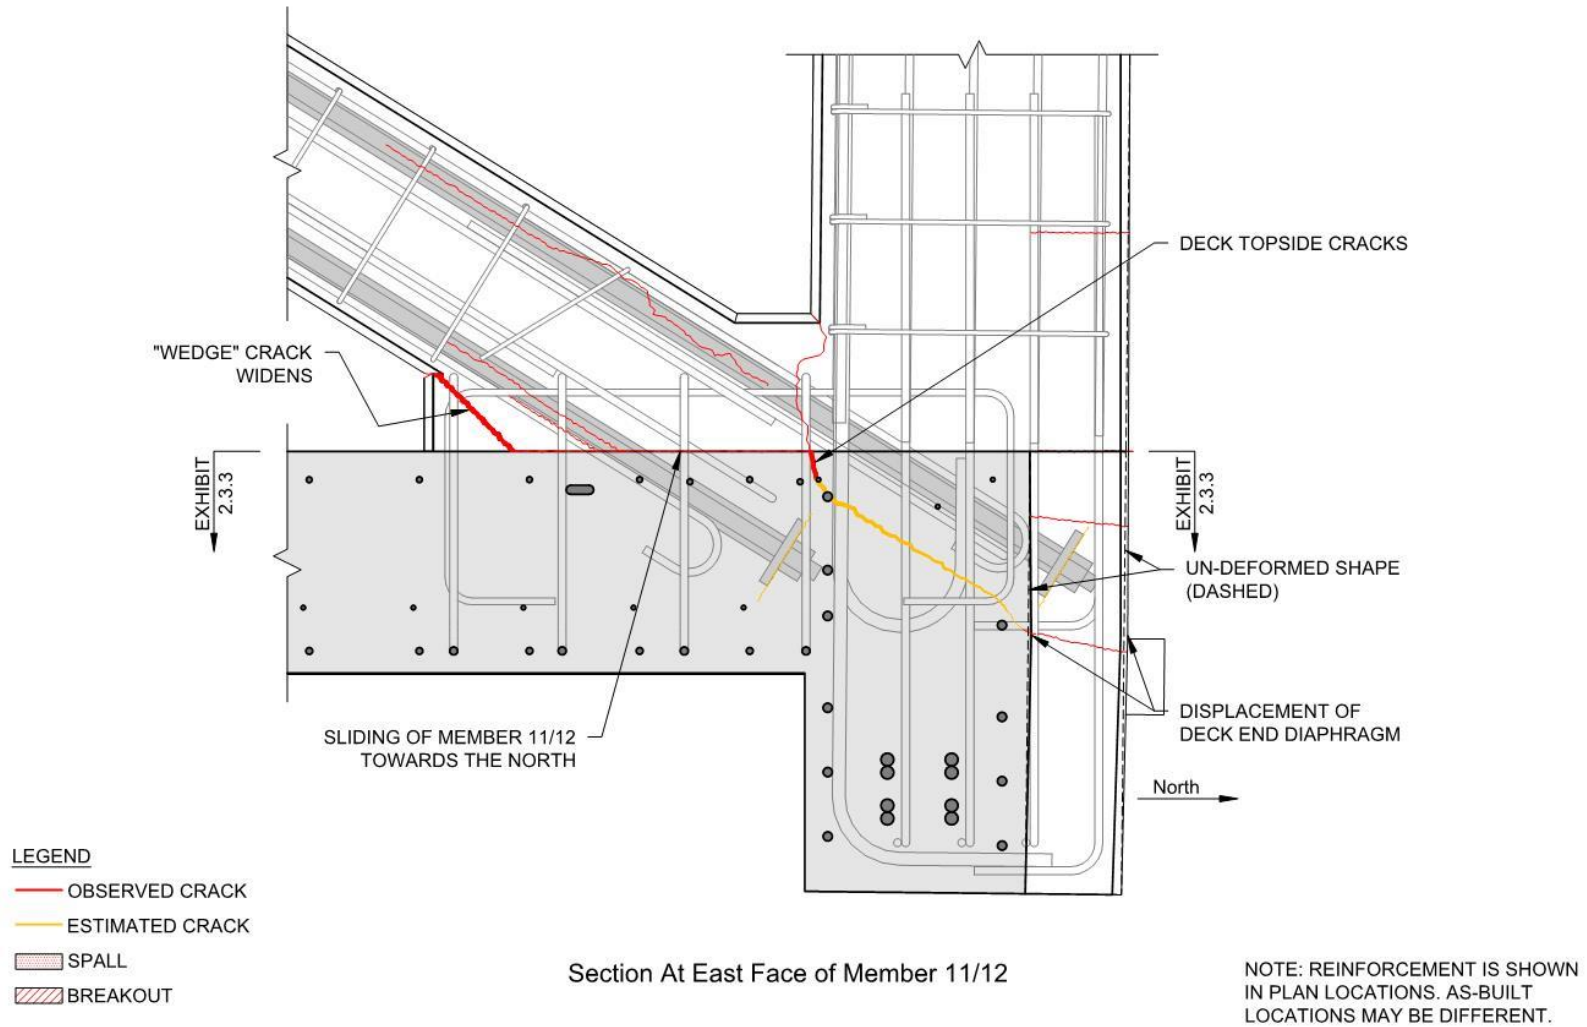 DECK TOPSIDE CRACKS
"WEDGE" CRACK
WIDENS
EXHIBIT
2.3.3
EXHIBIT
2.3.3
UN-DEFORMED SHAPE
(DASHED)
SLIDING OF MEMBER 11/12
TOWARDS THE NORTH
DISPLACEMENT OF
DECK END DIAPHRAGM
North
LEGEND
OBSERVED CRACK
ESTIMATED CRACK
SPALL
BREAKOUT
Section At East Face of Member 11/12
NOTE: REINFORCEMENT IS SHOWN
IN PLAN LOCATIONS. AS-BUILT
LOCATIONS MAY BE DIFFERENT.